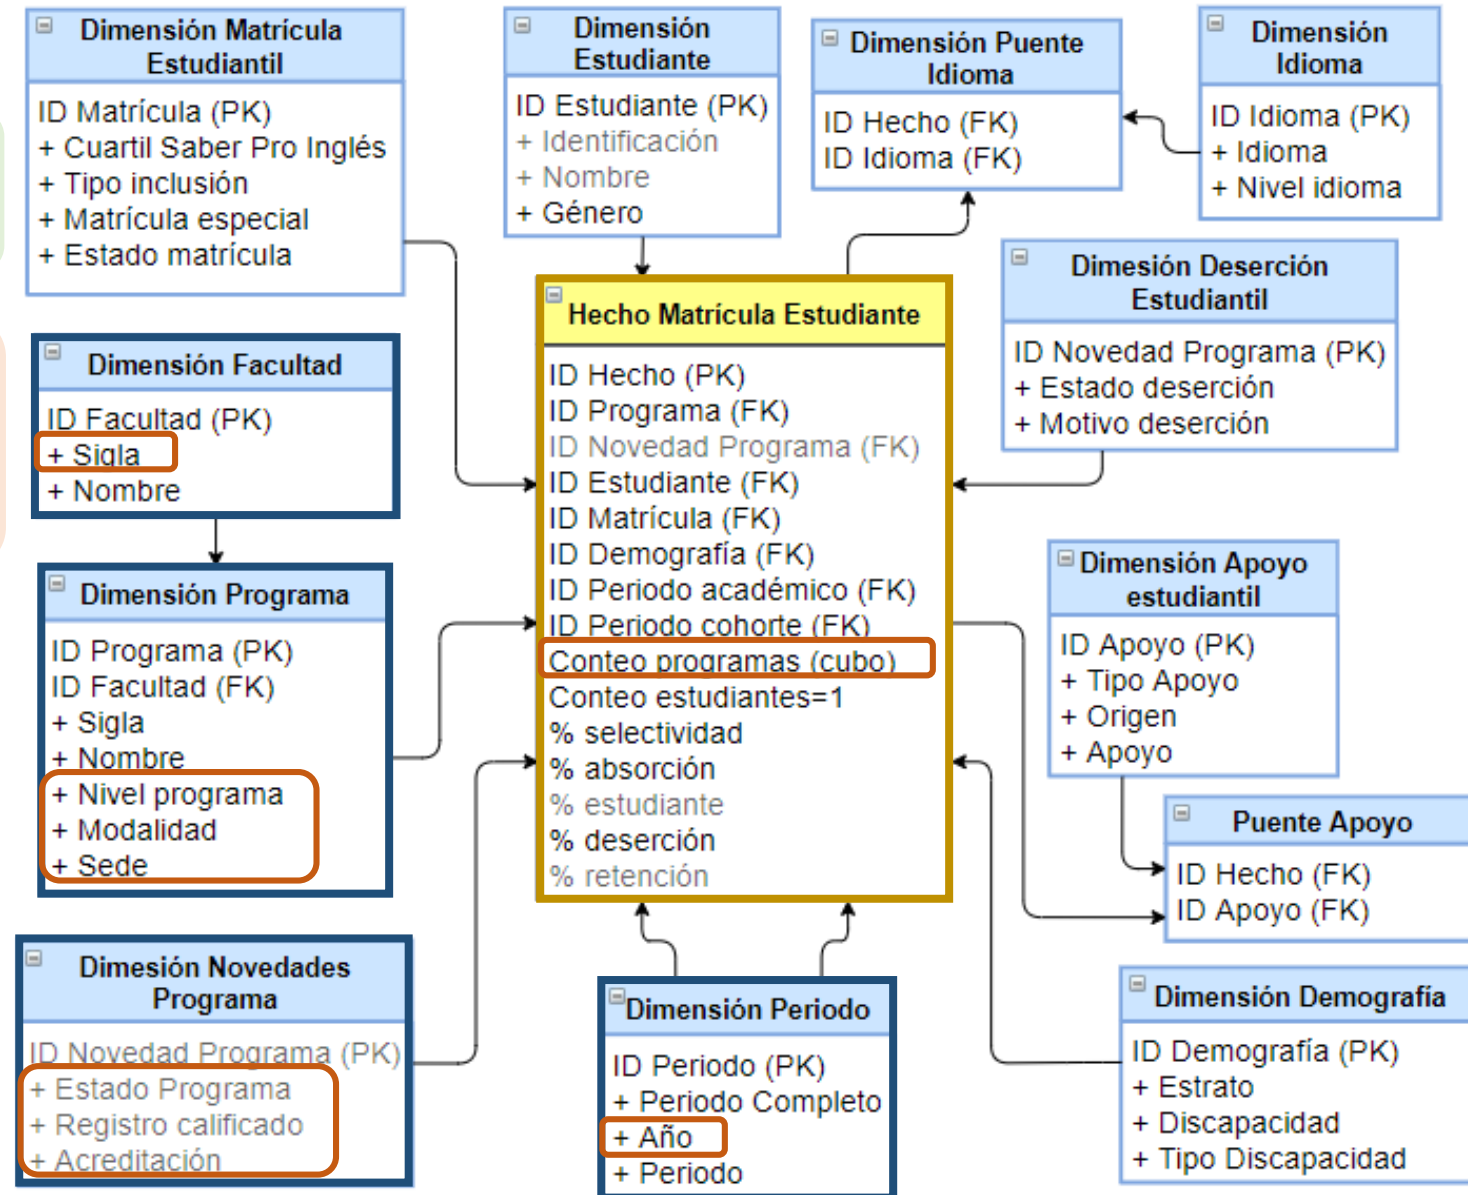 Dimensión Matrícula
Estudiantil
ID Matrícula (PK)
+ Cuartil Saber Pro Inglés
+ Tipo inclusión
+ Matrícula especial
+ Estado matrícula
Dimensión
Estudiante
ID Estudiante (PK)
+ Identificación
+ Nombre
+ Género
Dimensión Puente
Idioma
ID Hecho (FK)
ID Idioma (FK)
Dimensión
Idioma
ID Idioma (PK)
+ Idioma
+ Nivel idioma
Dimensión Facultad
ID Facultad (PK)
+ Sigla
+ Nombre
Hecho Matrícula Estudiante
ID Hecho (PK)
ID Programa (FK)
ID Novedad Programa (FK)
ID Estudiante (FK)
ID Matrícula (FK)
ID Demografía (FK)
ID Periodo académico (FK)
ID Periodo cohorte (FK)
Conteo programas (cubo)
Conteo estudiantes=1
% selectividad
% absorción
% estudiante
% deserción
% retención
Dimesión Deserción
Estudiantil
ID Novedad Programa (PK)
+ Estado deserción
+ Motivo deserción
Dimensión Programa
ID Programa (PK)
ID Facultad (FK)
+ Sigla
+ Nombre
+ Nivel programa
+ Modalidad
+ Sede
Dimensión Apoyo
estudiantil
ID Apoyo (PK)
+ Tipo Apoyo
+ Origen
+ Apoyo
Puente Apoyo
ID Hecho (FK)
ID Apoyo (FK)
Dimesión Novedades
Programa
ID Novedad Programa (PK)
+ Estado Programa
+ Registro calificado
+ Acreditación
Dimensión Periodo
ID Periodo (PK)
+ Periodo Completo
+ Año
+ Periodo
Dimensión Demografía
ID Demografía (PK)
+ Estrato
+ Discapacidad
+ Tipo Discapacidad